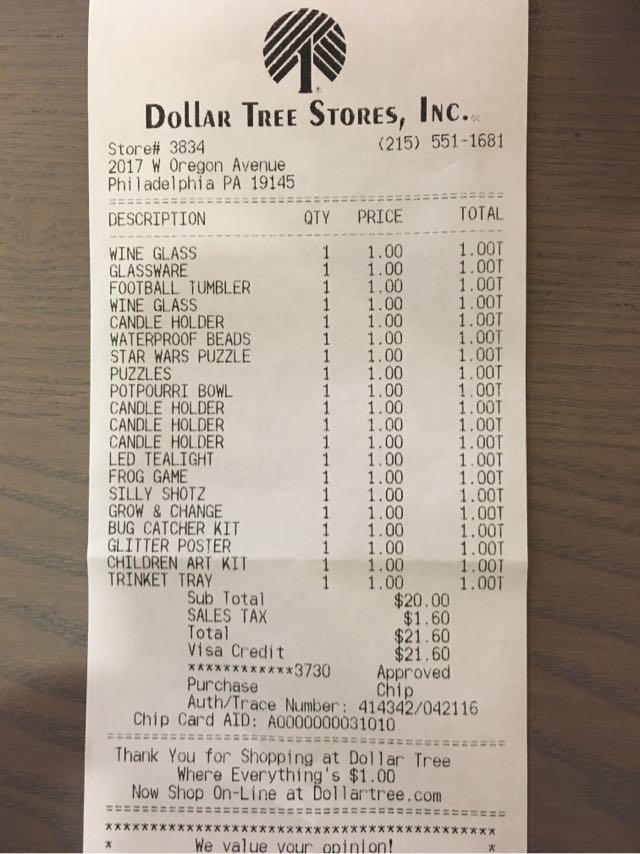 Dollar Tree Stores, Inc.
Store# 3834 (215) 551-1681
2017 W Oregon Avenue
Philadelphia PA 19145
================================================
DESCRIPTION QTY PRICE TOTAL
------------------------------------------------
WINE GLASS 1 1.00 1.00T
GLASSWARE 1 1.00 1.00T
FOOTBALL TUMBLER 1 1.00 1.00T
WINE GLASS 1 1.00 1.00T
CANDLE HOLDER 1 1.00 1.00T
WATERPROOF BEADS 1 1.00 1.00T
STAR WARS PUZZLE 1 1.00 1.00T
PUZZLES 1 1.00 1.00T
POTPOURRI BOWL 1 1.00 1.00T
CANDLE HOLDER 1 1.00 1.00T
CANDLE HOLDER 1 1.00 1.00T
CANDLE HOLDER 1 1.00 1.00T
LED TEALIGHT 1 1.00 1.00T
FROG GAME 1 1.00 1.00T
SILLY SHOTZ 1 1.00 1.00T
GROW & CHANGE 1 1.00 1.00T
BUG CATCHER KIT 1 1.00 1.00T
GLITTER POSTER 1 1.00 1.00T
CHILDREN ART KIT 1 1.00 1.00T
TRINKET TRAY 1 1.00 1.00T
Sub Total $20.00
SALES TAX $1.60
Total $21.60
Visa Credit $21.60
************3730 Approved
Purchase Chip
Auth/Trace Number: 414342/042116
Chip Card AID: A0000000031010
================================================
Thank You for Shopping at Dollar Tree
Where Everything's $1.00
Now Shop On-Line at Dollartree.com
================================================
*********************************************
* We value your opinion! *